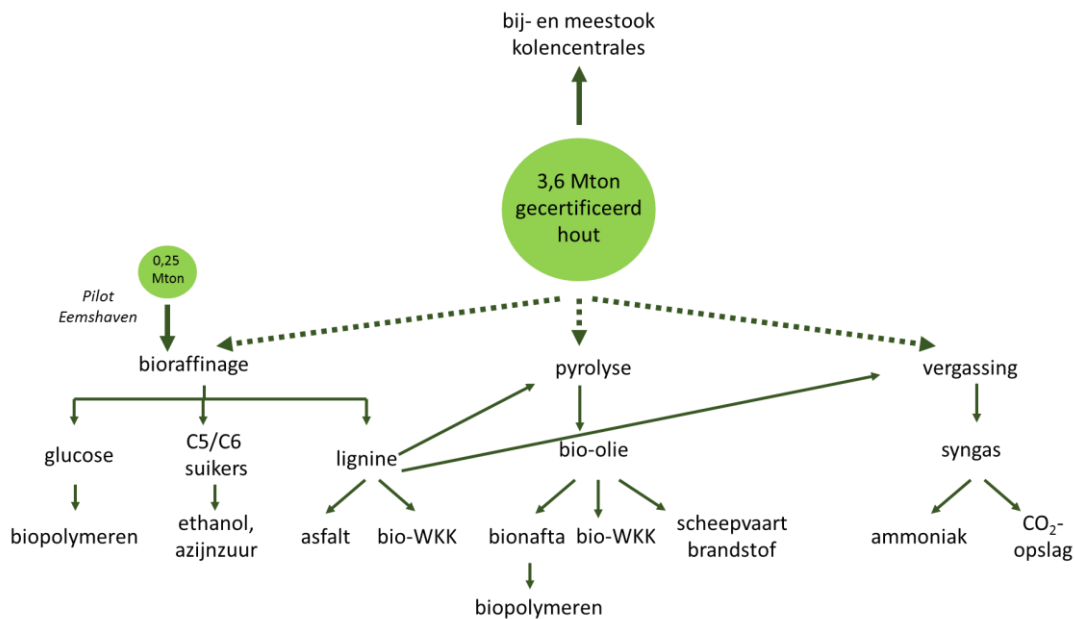 bij- en meestook
kolencentrales
3,6 Mton
gecertificeerd
hout
0,25
Mton
Pilot
Eemshaven
bioraffinage
pyrolyse
vergassing
glucose
C5/C6
suikers
lignine
bio-olie
syngas
biopolymeren
ethanol,
azijnzuur
asfalt
bio-WKK
bionafta
bio-WKK
scheepvaart
brandstof
ammoniak
CO₂-
opslag
biopolymeren